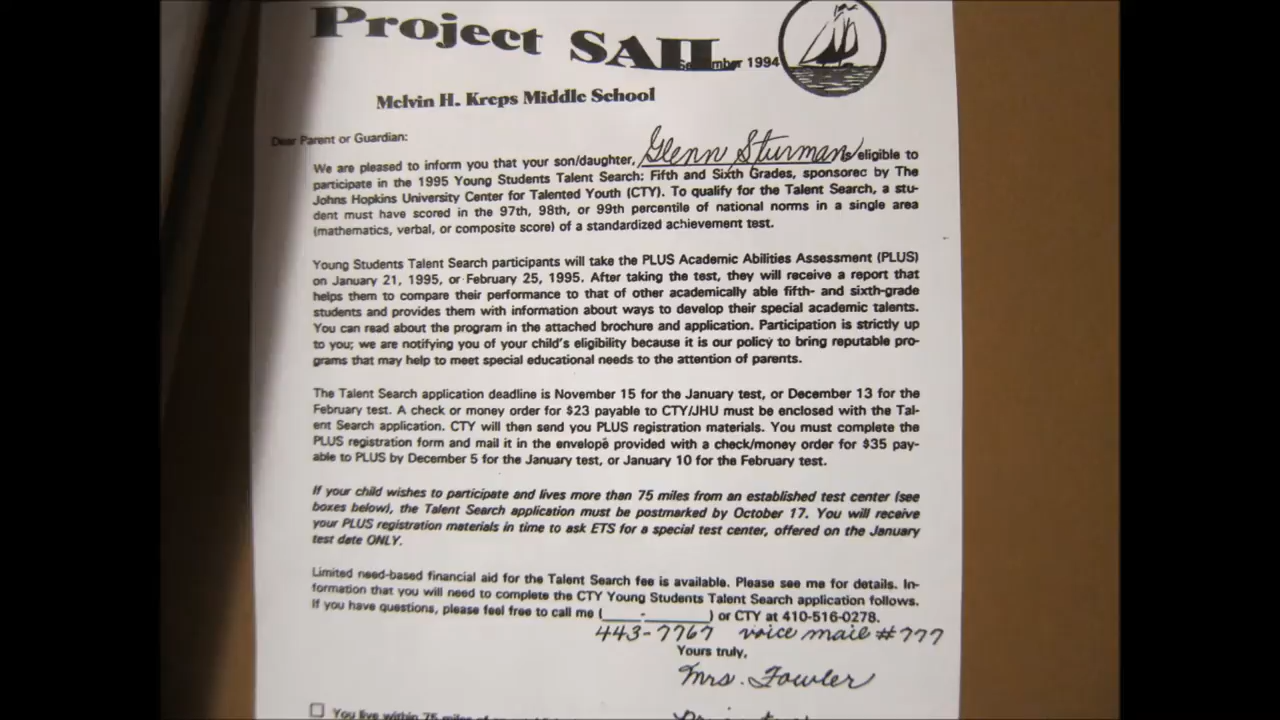 Project SAIL
September 1994
Melvin H. Kreps Middle School
Dear Parent or Guardian:
We are pleased to inform you that your son/daughter, Glenn Sturman is eligible to
participate in the 1995 Young Students Talent Search: Fifth and Sixth Grades, sponsored by The
Johns Hopkins University Center for Talented Youth (CTY). To qualify for the Talent Search, a stu-
dent must have scored in the 97th, 98th, or 99th percentile of national norms in a single area
(mathematics, verbal, or composite score) of a standardized achievement test.
Young Students Talent Search participants will take the PLUS Academic Abilities Assessment (PLUS)
on January 21, 1995, or February 25, 1995. After taking the test, they will receive a report that
helps them to compare their performance to that of other academically able fifth- and sixth-grade
students and provides them with information about ways to develop their special academic talents.
You can read about the program in the attached brochure and application. Participation is strictly up
to you; we are notifying you of your child's eligibility because it is our policy to bring reputable pro-
grams that may help to meet special educational needs to the attention of parents.
The Talent Search application deadline is November 15 for the January test, or December 13 for the
February test. A check or money order for $23 payable to CTY/JHU must be enclosed with the Tal-
ent Search application. CTY will then send you PLUS registration materials. You must complete the
PLUS registration form and mail it in the envelope provided with a check/money order for $35 pay-
able to PLUS by December 5 for the January test, or January 10 for the February test.
If your child wishes to participate and lives more than 75 miles from an established test center (see
boxes below), the Talent Search application must be postmarked by October 17. You will receive
your PLUS registration materials in time to ask ETS for a special test center, offered on the January
test date ONLY.
Limited need-based financial aid for the Talent Search fee is available. Please see me for details. In-
formation that you will need to complete the CTY Young Students Talent Search application follows.
If you have questions, please feel free to call me (____-______) or CTY at 410-516-0278.
443-7767 voice mail #777
Yours truly,
Mrs. Fowler
You live within 75 miles of an